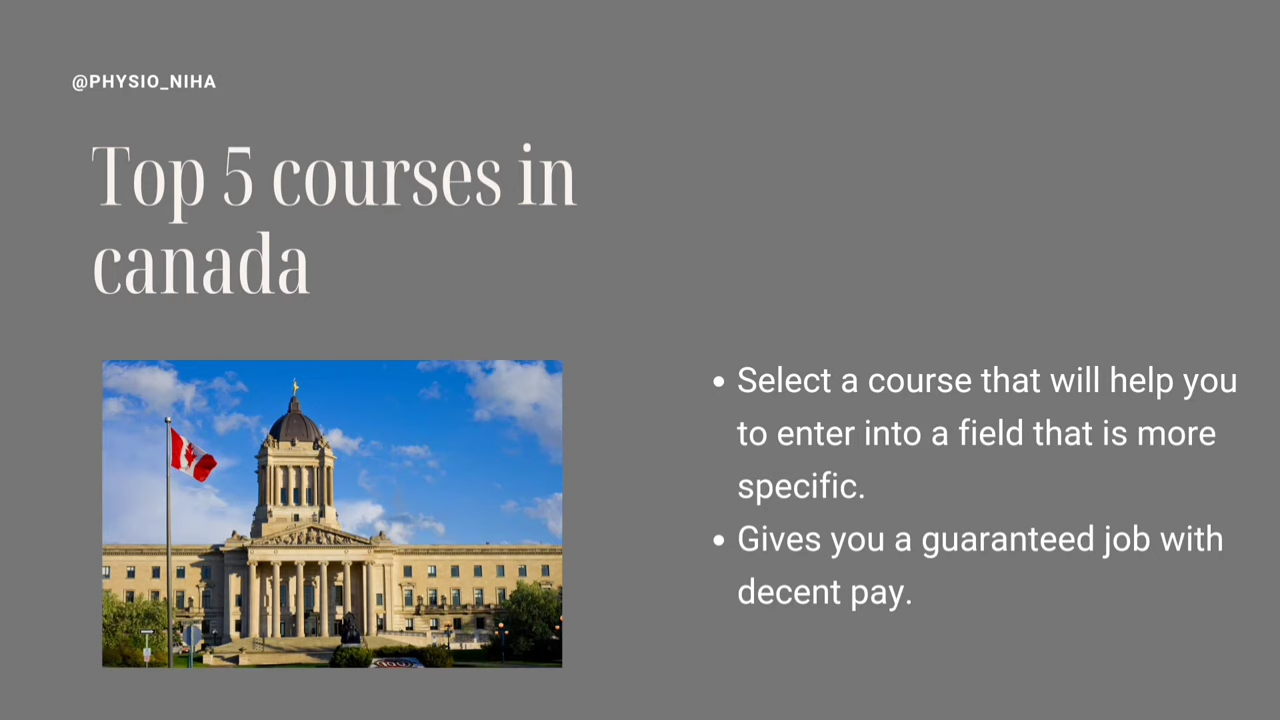 @PHYSIO_NIHA
Top 5 courses in
canada
Select a course that will help you
to enter into a field that is more
specific.
Gives you a guaranteed job with
decent pay.